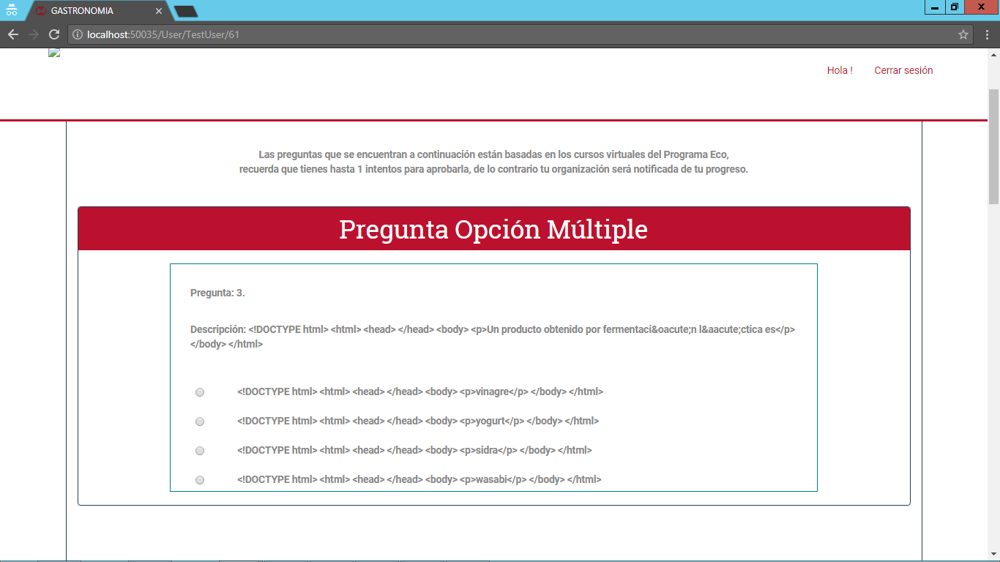 GASTRONOMIA
localhost:50035/User/TestUser/61
Hola !
Cerrar sesión
Las preguntas que se encuentran a continuación están basadas en los cursos virtuales del Programa Eco,
recuerda que tienes hasta 1 intentos para aprobarla, de lo contrario tu organización será notificada de tu progreso.
Pregunta Opción Múltiple
Pregunta: 3.
Descripción: <!DOCTYPE html> <html> <head> </head> <body> <p>Un producto obtenido por fermentaci&oacute;n l&aacute;ctica es</p>
</body> </html>
<!DOCTYPE html> <html> <head> </head> <body> <p>vinagre</p> </body> </html>
<!DOCTYPE html> <html> <head> </head> <body> <p>yogurt</p> </body> </html>
<!DOCTYPE html> <html> <head> </head> <body> <p>sidra</p> </body> </html>
<!DOCTYPE html> <html> <head> </head> <body> <p>wasabi</p> </body> </html>